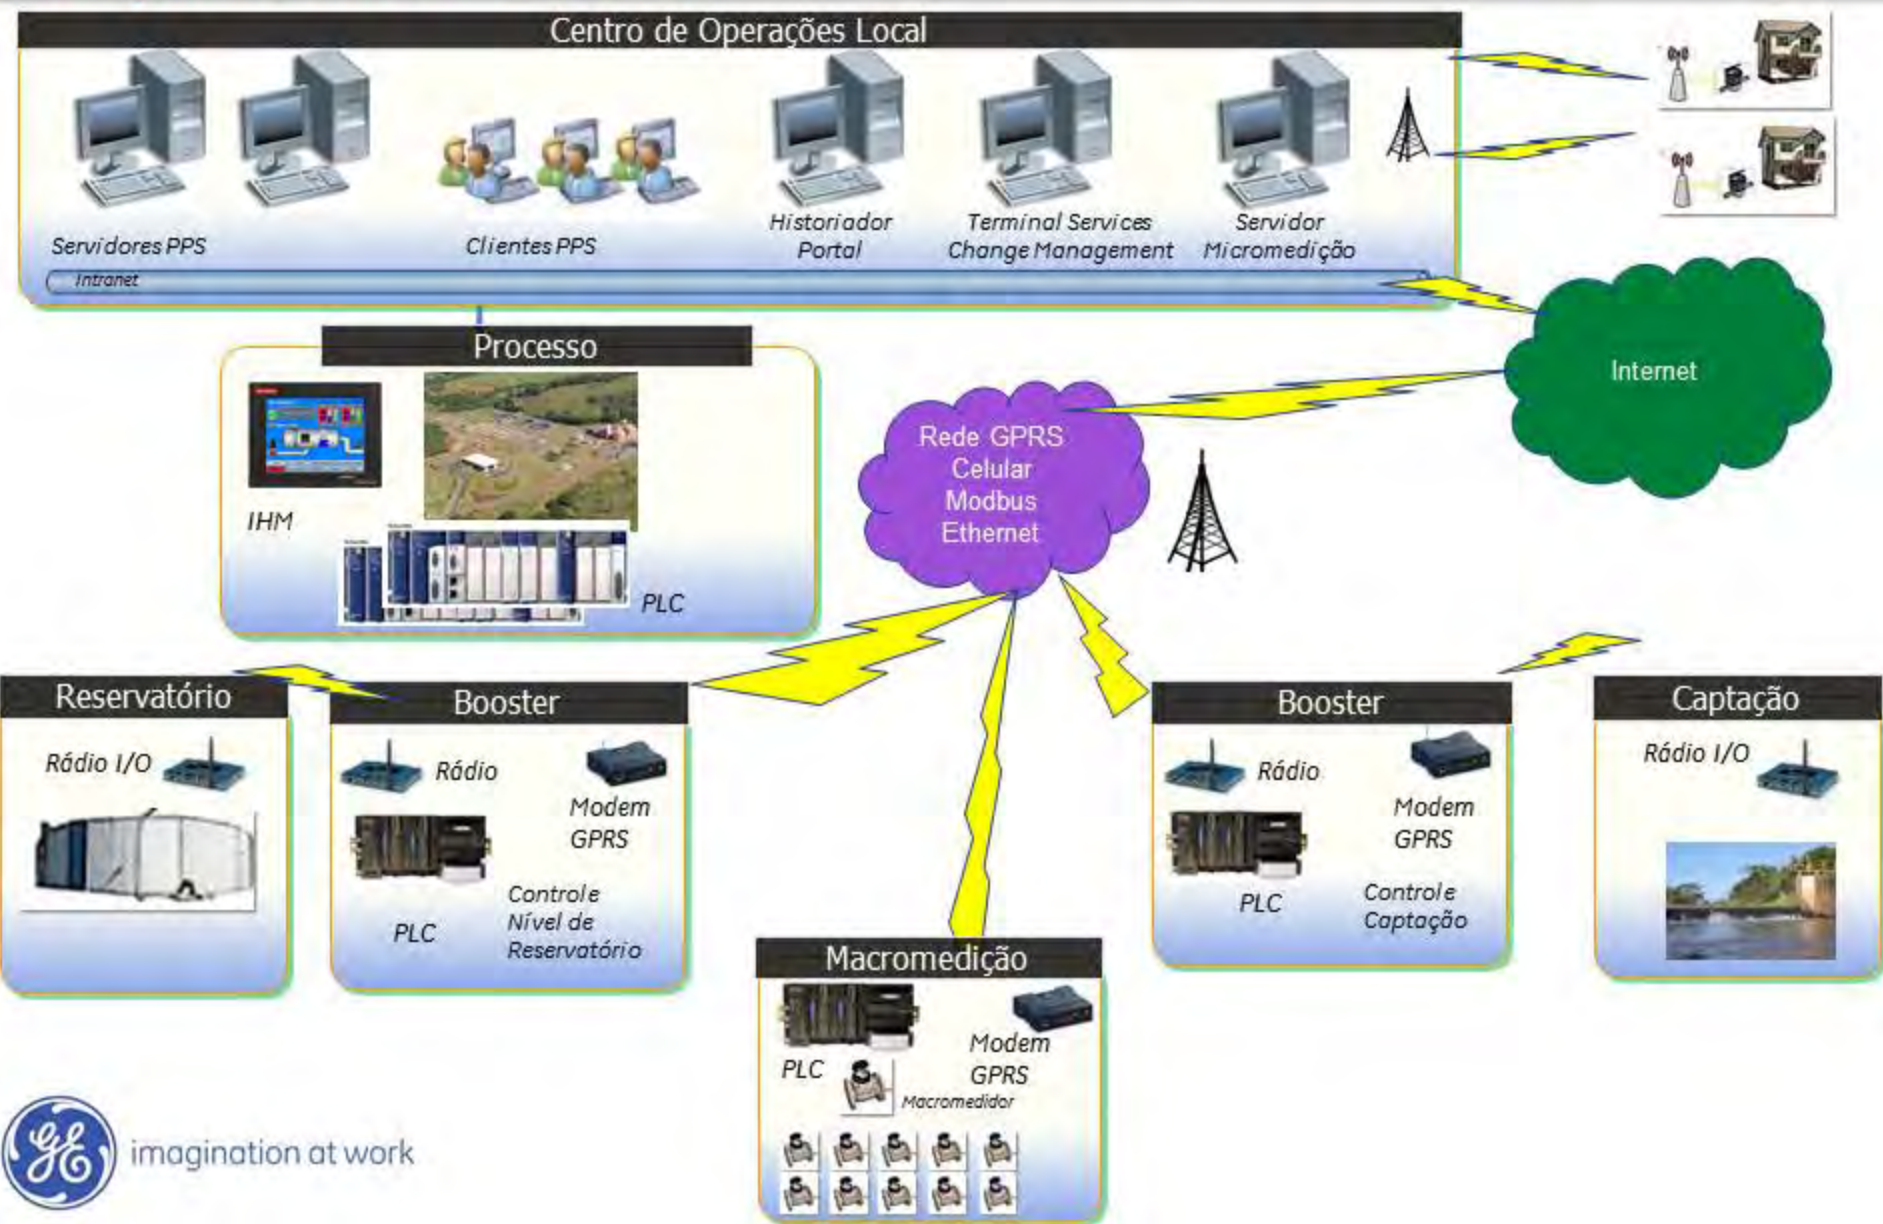 Centro de Operações Local
Servidores PPS
Clientes PPS
Historiador
Portal
Terminal Services
Change Management
Servidor
Micromedição
Intranet
Processo
IHM
PLC
Rede GPRS
Celular
Modbus
Ethernet
Internet
Reservatório
Rádio I/O
Booster
Rádio
Modem
GPRS
PLC
Controle
Nível de
Reservatório
Macromedição
PLC
Modem
GPRS
Macromedidor
Booster
Rádio
Modem
GPRS
PLC
Controle
Captação
Captação
Rádio I/O
GE
imagination at work